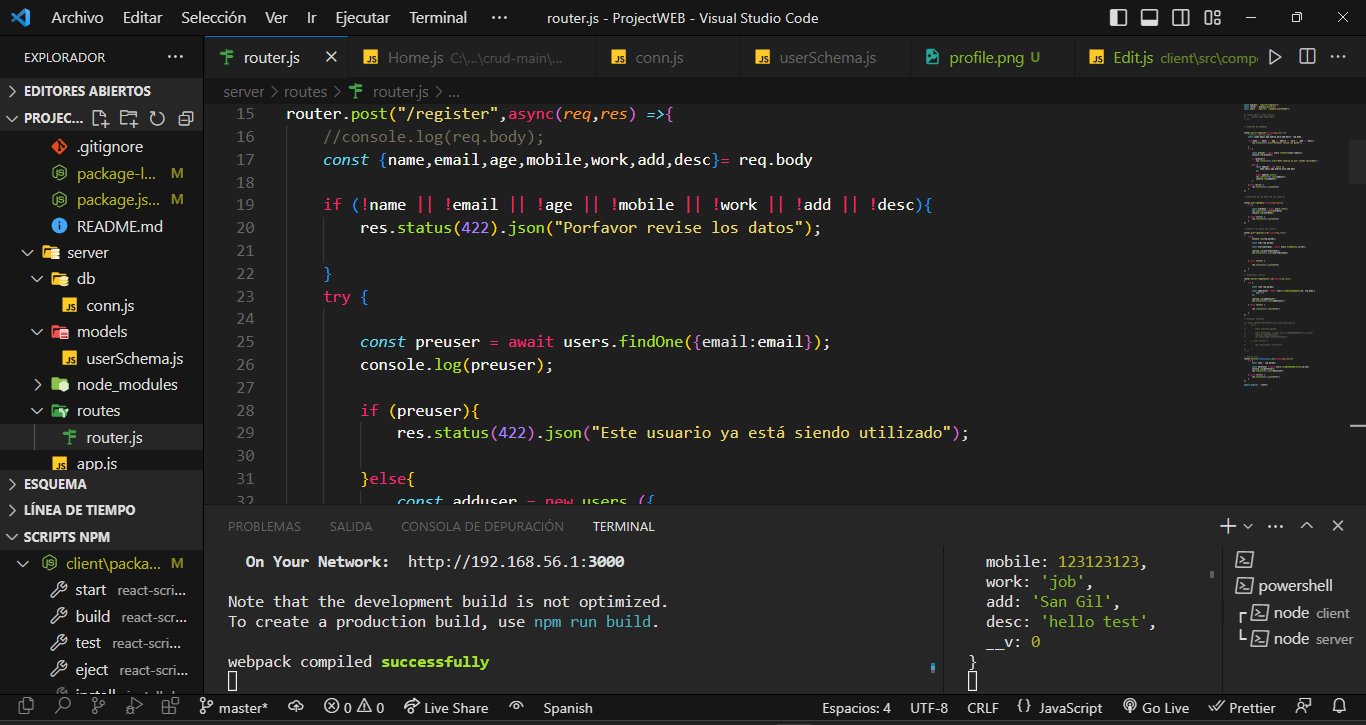 Archivo Editar Selección Ver Ir Ejecutar Terminal ··· router.js - ProjectWEB - Visual Studio Code
EXPLORADOR ···
router.js
JS Home.js C:\...\crud-main\...
JS conn.js
JS userSchema.js
profile.png U
JS Edit.js client\src\comp
EDITORES ABIERTOS
PROJEC...
.gitignore
package-l... M
package.js... M
README.md
server
db
JS conn.js
models
JS userSchema.js
node_modules
routes
router.js
JS app.js
ESQUEMA
LÍNEA DE TIEMPO
SCRIPTS NPM
client\packa... M
start react-scri...
build react-scr...
test react-scri...
eject react-scri...
server > routes > router.js > ...
15 router.post("/register",async(req,res) =>{
16 //console.log(req.body);
17 const {name,email,age,mobile,work,add,desc}= req.body
18
19 if (!name || !email || !age || !mobile || !work || !add || !desc){
20 res.status(422).json("Porfavor revise los datos");
21
22 }
23 try {
24
25 const preuser = await users.findOne({email:email});
26 console.log(preuser);
27
28 if (preuser){
29 res.status(422).json("Este usuario ya está siendo utilizado");
30
31 }else{
32 const adduser = new users ({
PROBLEMAS SALIDA CONSOLA DE DEPURACIÓN TERMINAL
On Your Network: http://192.168.56.1:3000
Note that the development build is not optimized.
To create a production build, use npm run build.
webpack compiled successfully
mobile: 123123123,
work: 'job',
add: 'San Gil',
desc: 'hello test',
__v: 0
}
powershell
node client
node server
master* 0 0 Live Share Spanish Espacios: 4 UTF-8 CRLF {} JavaScript Go Live Prettier